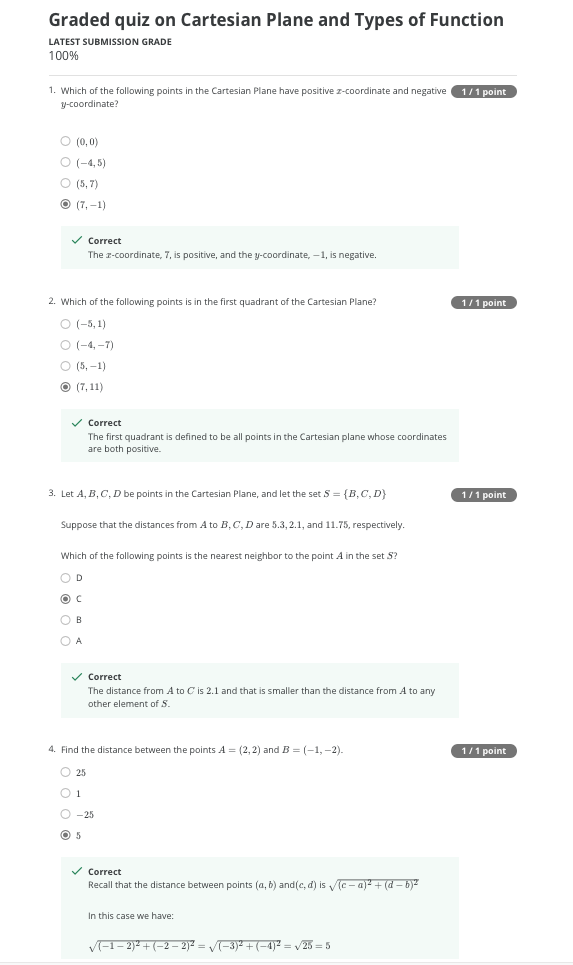 Graded quiz on Cartesian Plane and Types of Function
LATEST SUBMISSION GRADE
100%
1. Which of the following points in the Cartesian Plane have positive x-coordinate and negative 1 / 1 point
y-coordinate?
(0, 0)
(−4, 5)
(5, 7)
(7, −1)
Correct
The x-coordinate, 7, is positive, and the y-coordinate, −1, is negative.
2. Which of the following points is in the first quadrant of the Cartesian Plane? 1 / 1 point
(−5, 1)
(−4, −7)
(5, −1)
(7, 11)
Correct
The first quadrant is defined to be all points in the Cartesian plane whose coordinates
are both positive.
3. Let A, B, C, D be points in the Cartesian Plane, and let the set S = {B, C, D} 1 / 1 point
Suppose that the distances from A to B, C, D are 5.3, 2.1, and 11.75, respectively.
Which of the following points is the nearest neighbor to the point A in the set S?
D
C
B
A
Correct
The distance from A to C is 2.1 and that is smaller than the distance from A to any
other element of S.
4. Find the distance between the points A = (2, 2) and B = (−1, −2). 1 / 1 point
25
1
−25
5
Correct
Recall that the distance between points (a, b) and(c, d) is √(c − a)² + (d − b)²
In this case we have:
√(−1 − 2)² + (−2 − 2)² = √(−3)² + (−4)² = √25 = 5